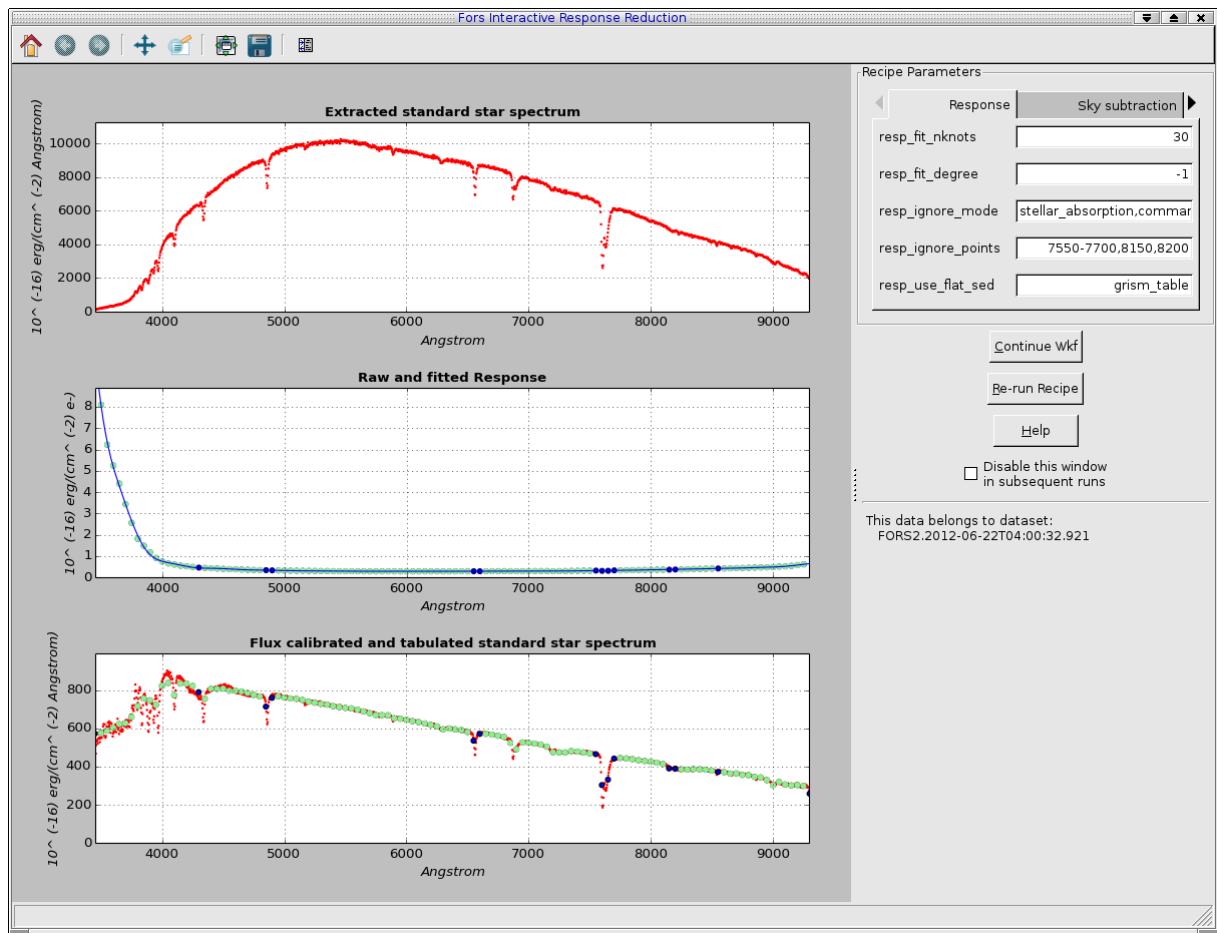 Fors Interactive Response Reduction
Extracted standard star spectrum
10^ (-16) erg/(cm^ (-2) Angstrom)
10000
8000
6000
4000
2000
0
4000 5000 6000 7000 8000 9000
Angstrom
Raw and fitted Response
10^ (-16) erg/(cm^ (-2) e-)
8
7
6
5
4
3
2
1
0
4000 5000 6000 7000 8000 9000
Angstrom
Flux calibrated and tabulated standard star spectrum
10^ (-16) erg/(cm^ (-2) Angstrom)
800
600
400
200
0
4000 5000 6000 7000 8000 9000
Angstrom
Recipe Parameters
Response Sky subtraction
resp_fit_nknots 30
resp_fit_degree -1
resp_ignore_mode stellar_absorption,commar
resp_ignore_points 7550-7700,8150,8200
resp_use_flat_sed grism_table
Continue Wkf
Re-run Recipe
Help
Disable this window
in subsequent runs
This data belongs to dataset:
FORS2.2012-06-22T04:00:32.921